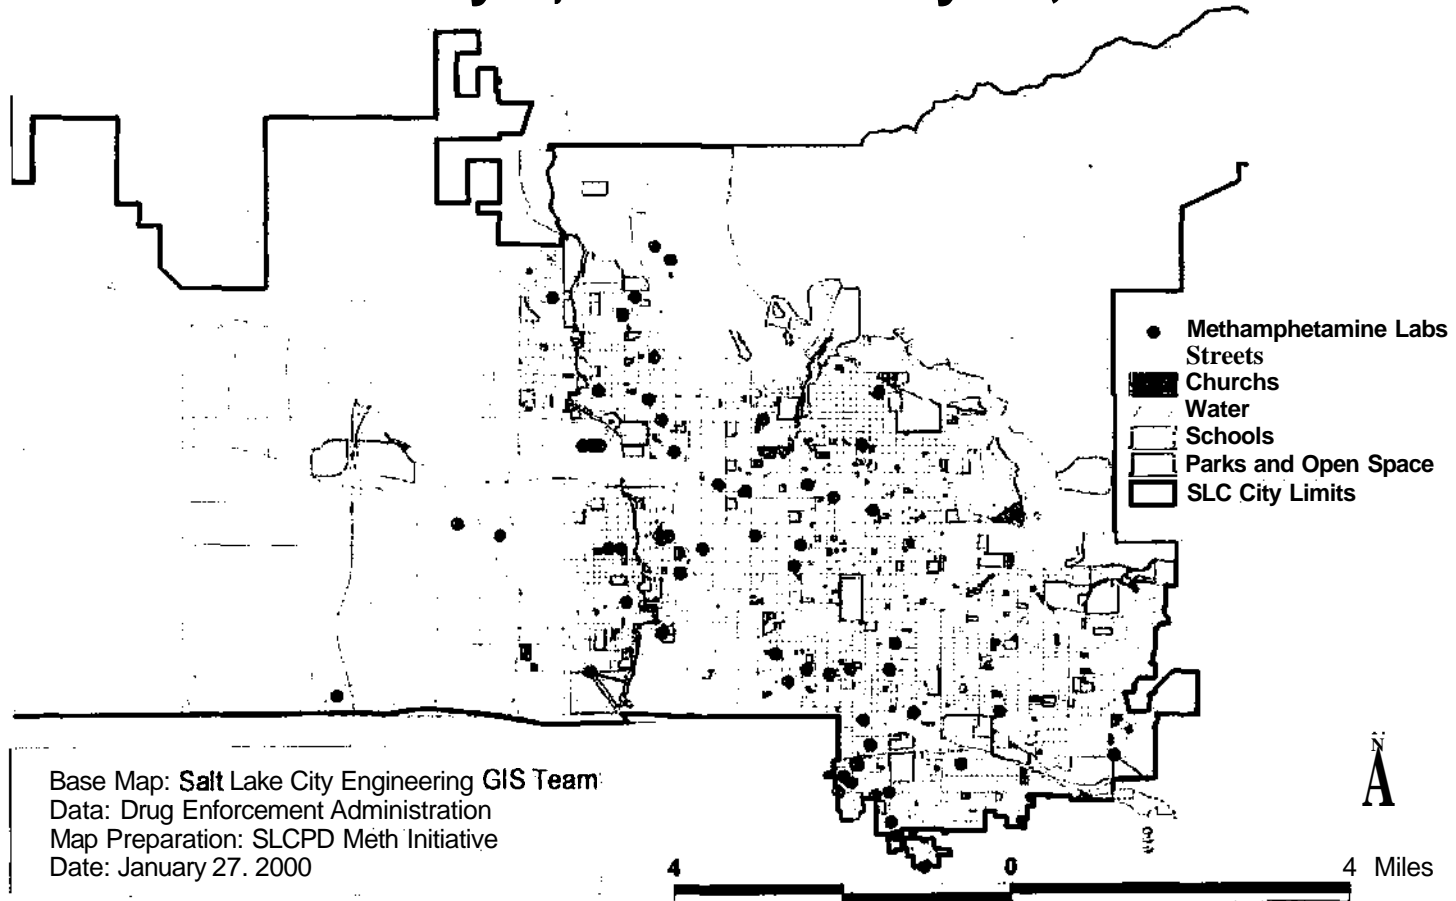 Methamphetamine Labs
Streets
Churchs
Water
Schools
Parks and Open Space
SLC City Limits
N
Base Map: Salt Lake City Engineering GIS Team
Data: Drug Enforcement Administration
Map Preparation: SLCPD Meth Initiative
Date: January 27. 2000
4 0 4 Miles